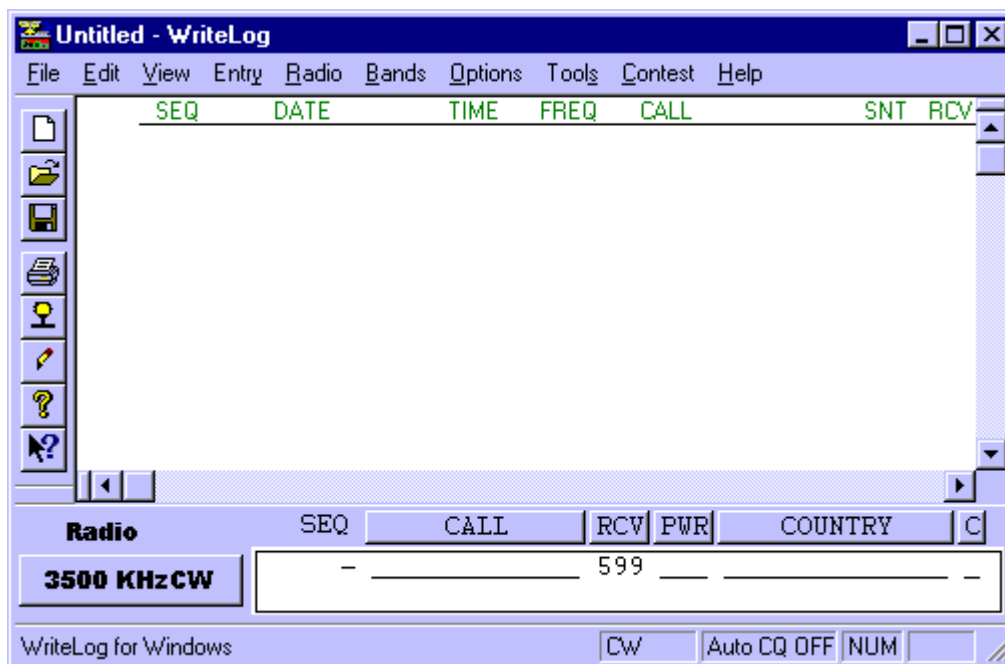 Untitled - WriteLog
File Edit View Entry Radio Bands Options Tools Contest Help
SEQ DATE TIME FREQ CALL SNT RCV
Radio SEQ CALL RCV PWR COUNTRY C
3500 KHzCW 599
WriteLog for Windows CW Auto CQ OFF NUM